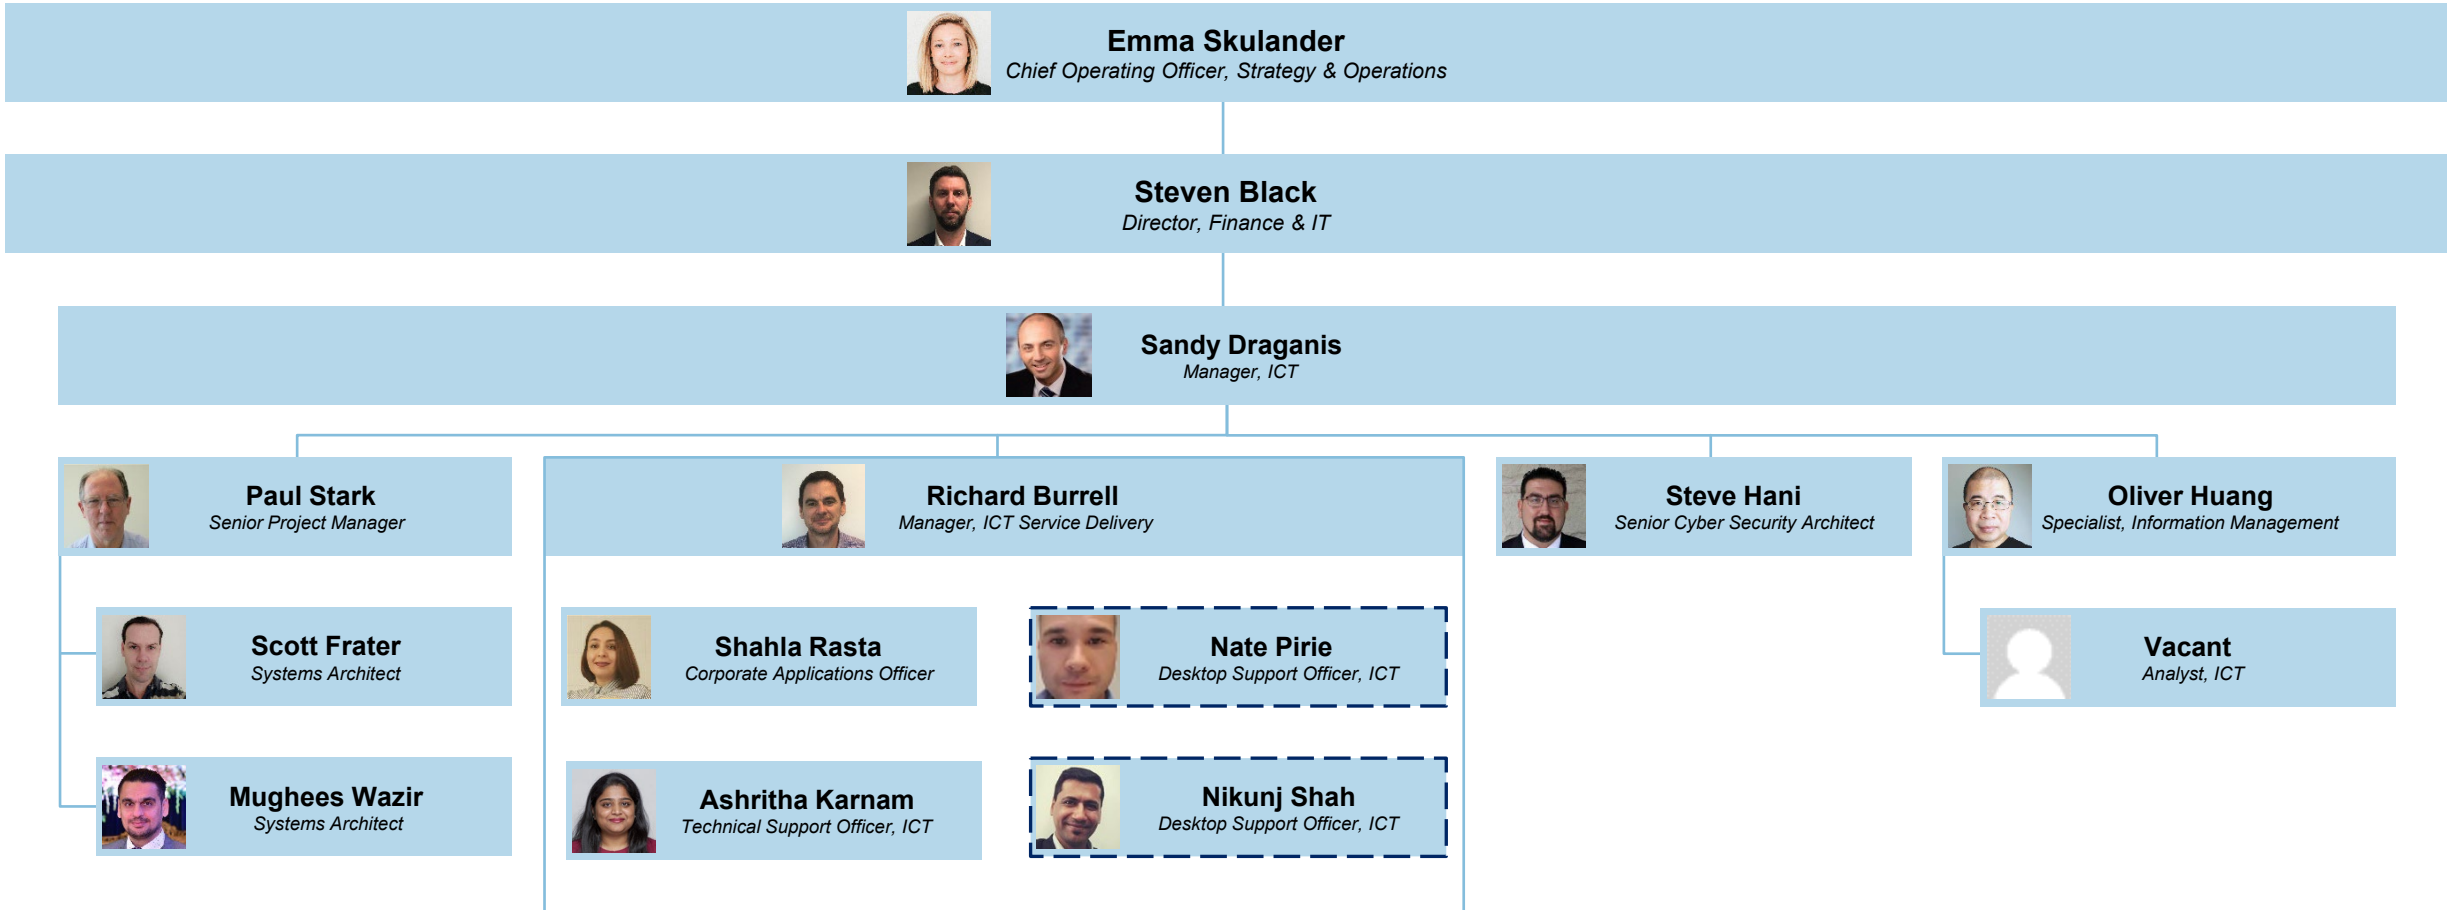 Emma Skulander
Chief Operating Officer, Strategy & Operations
Steven Black
Director, Finance & IT
Sandy Draganis
Manager, ICT
Paul Stark
Senior Project Manager
Richard Burrell
Manager, ICT Service Delivery
Steve Hani
Senior Cyber Security Architect
Oliver Huang
Specialist, Information Management
Scott Frater
Systems Architect
Shahla Rasta
Corporate Applications Officer
Nate Pirie
Desktop Support Officer, ICT
Vacant
Analyst, ICT
Mughees Wazir
Systems Architect
Ashritha Karnam
Technical Support Officer, ICT
Nikunj Shah
Desktop Support Officer, ICT